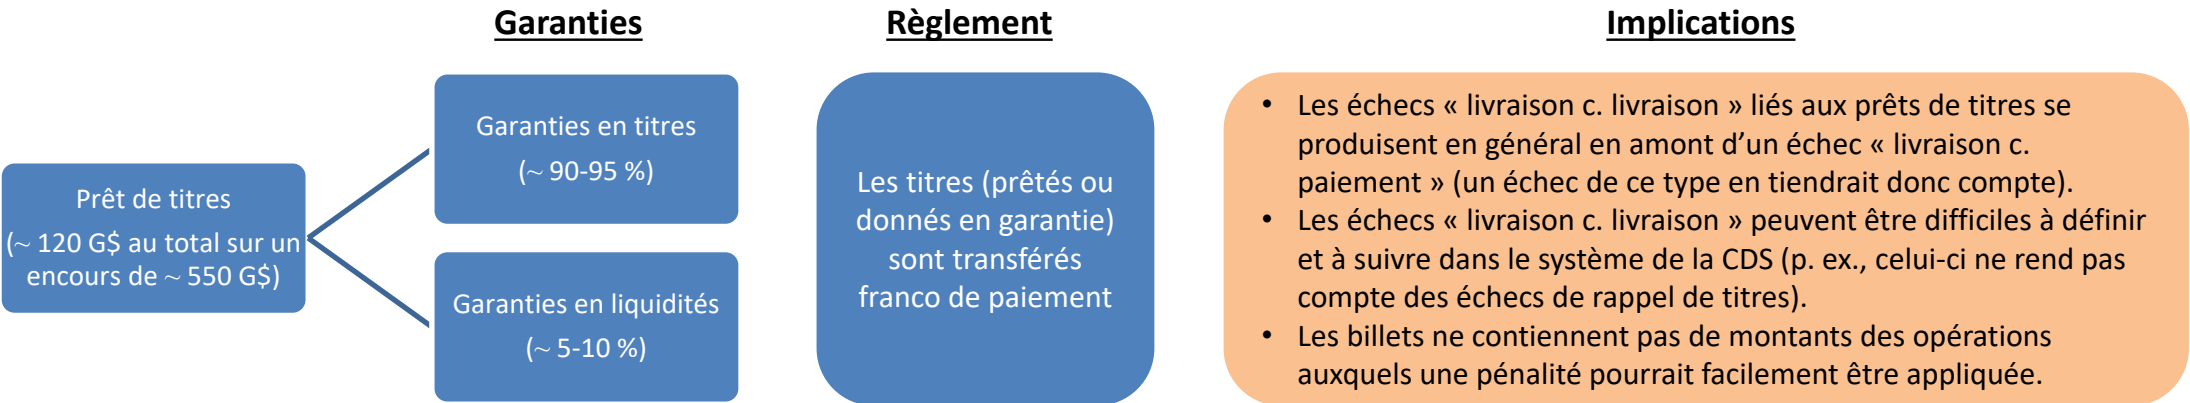 Garanties
Règlement
Implications
Prêt de titres
(~ 120 G$ au total sur un
encours de ~ 550 G$)
Garanties en titres
(~ 90-95 %)
Garanties en liquidités
(~ 5-10 %)
Les titres (prêtés ou
donnés en garantie)
sont transférés
franco de paiement
• Les échecs « livraison c. livraison » liés aux prêts de titres se
produisent en général en amont d’un échec « livraison c.
paiement » (un échec de ce type en tiendrait donc compte).
• Les échecs « livraison c. livraison » peuvent être difficiles à définir
et à suivre dans le système de la CDS (p. ex., celui-ci ne rend pas
compte des échecs de rappel de titres).
• Les billets ne contiennent pas de montants des opérations
auxquels une pénalité pourrait facilement être appliquée.